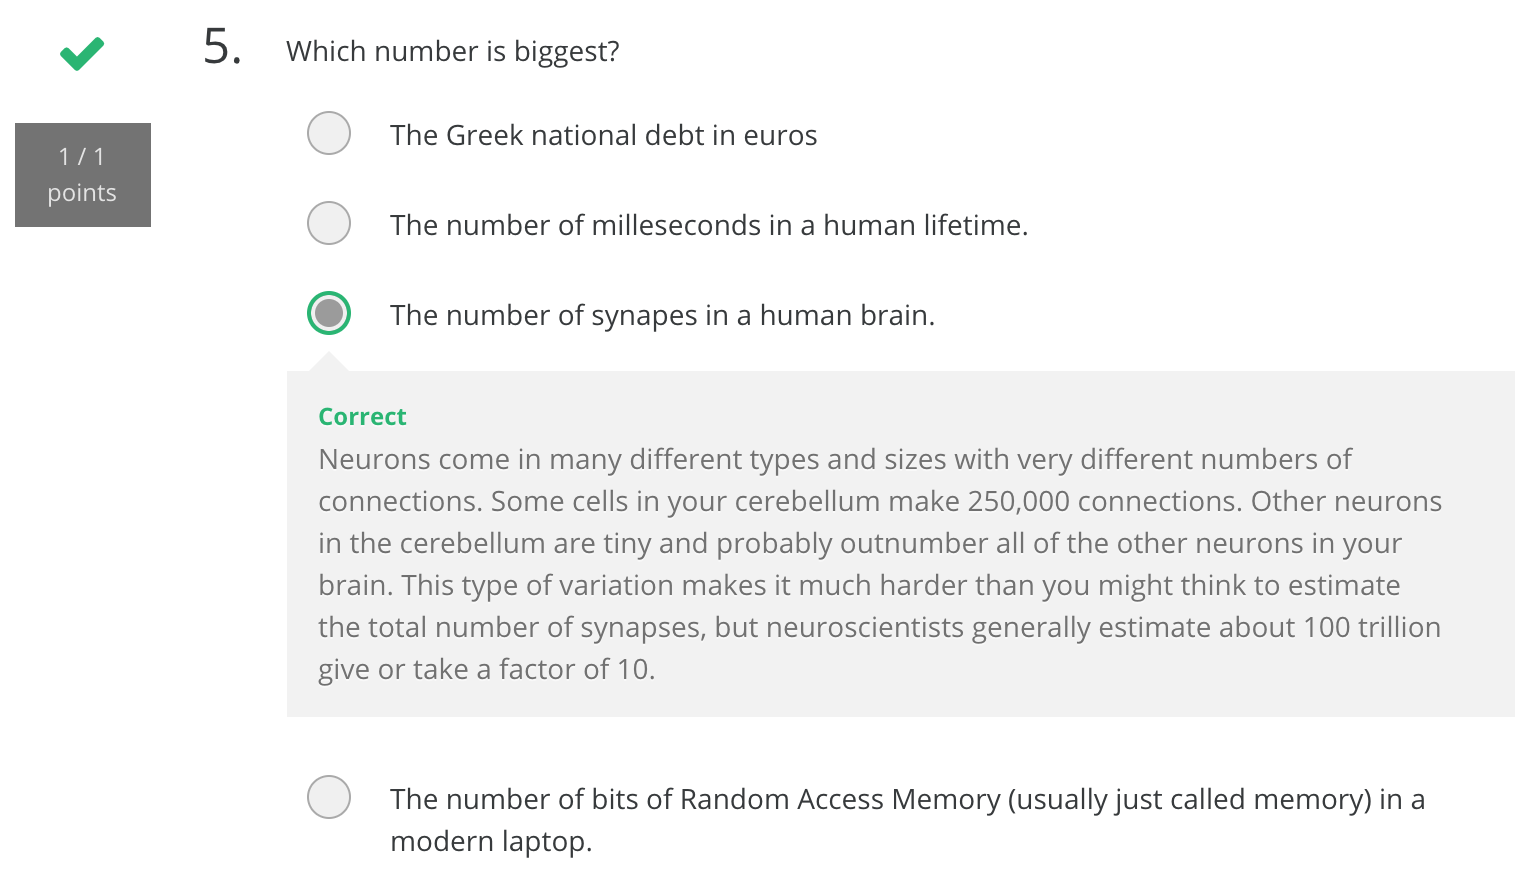 5. Which number is biggest?
1 / 1
points
The Greek national debt in euros
The number of milleseconds in a human lifetime.
The number of synapes in a human brain.
Correct
Neurons come in many different types and sizes with very different numbers of
connections. Some cells in your cerebellum make 250,000 connections. Other neurons
in the cerebellum are tiny and probably outnumber all of the other neurons in your
brain. This type of variation makes it much harder than you might think to estimate
the total number of synapses, but neuroscientists generally estimate about 100 trillion
give or take a factor of 10.
The number of bits of Random Access Memory (usually just called memory) in a
modern laptop.